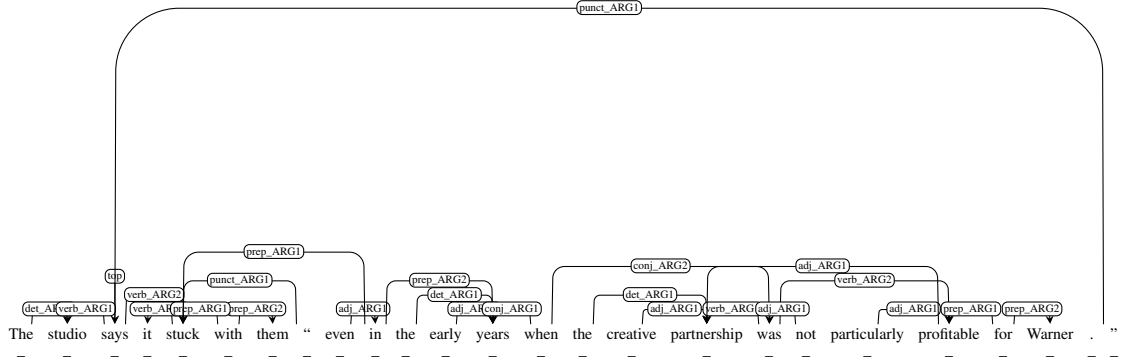 punct_ARG1
prep_ARG1
conj_ARG2 adj_ARG1
top prep_ARG2 verb_ARG2
punct_ARG1
verb_ARG2 det_ARG1 det_ARG1
verb_ARG1 prep_ARG1 prep_ARG2 adj_ARG1 conj_ARG1 adj_ARG1 adj_ARG1 adj_ARG1 prep_ARG1 prep_ARG2
The studio says it stuck with them “ even in the early years when the creative partnership was not particularly profitable for Warner . ”
_ _ _ _ _ _ _ _ _ _ _ _ _ _ _ _ _ _ _ _ _ _ _ _ _